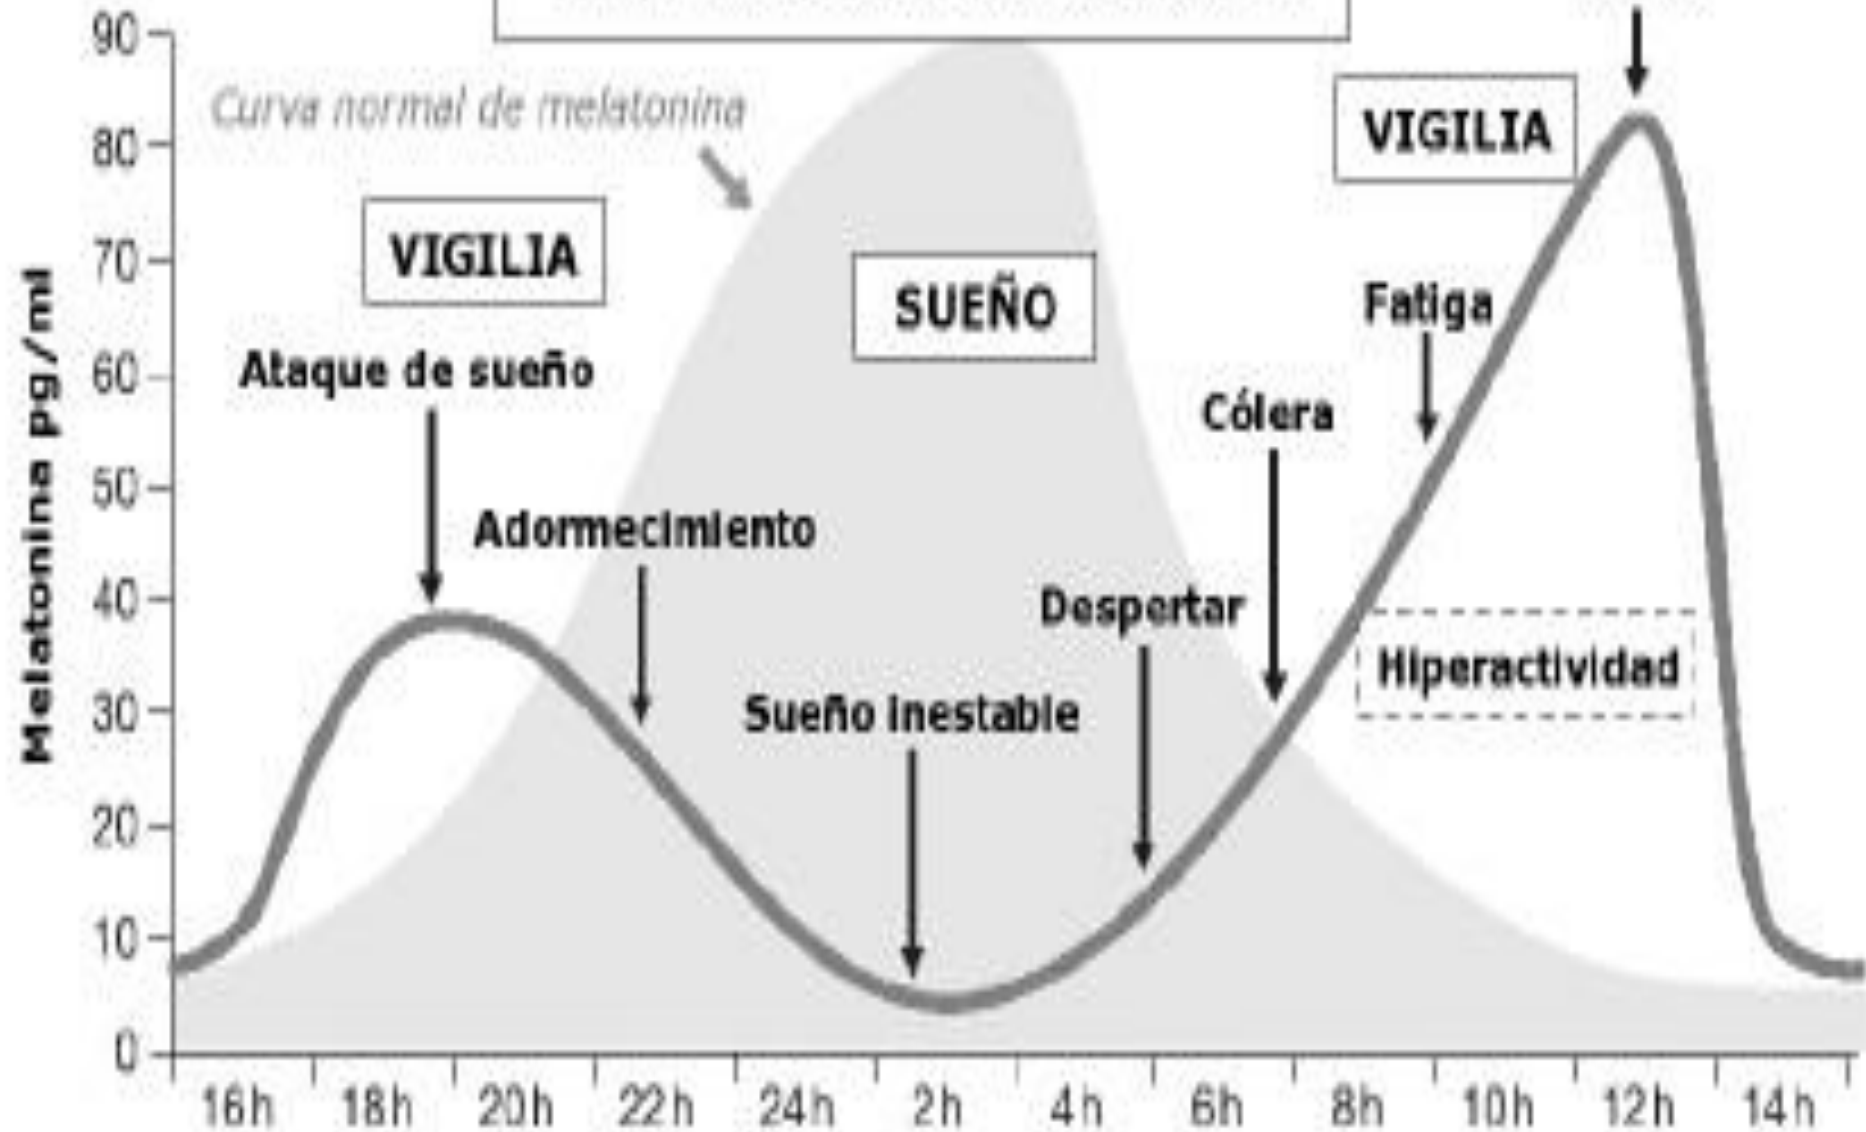 90
Curva normal de melatonina
80
VIGILIA
VIGILIA
70
SUEÑO
Fatiga
Ataque de sueño
60
Cólera
50
Adormecimiento
40
Despertar
Hiperactividad
30
Sueño inestable
20
10
0
Melatonina pg/ml
16h 18h 20h 22h 24h 2h 4h 6h 8h 10h 12h 14h